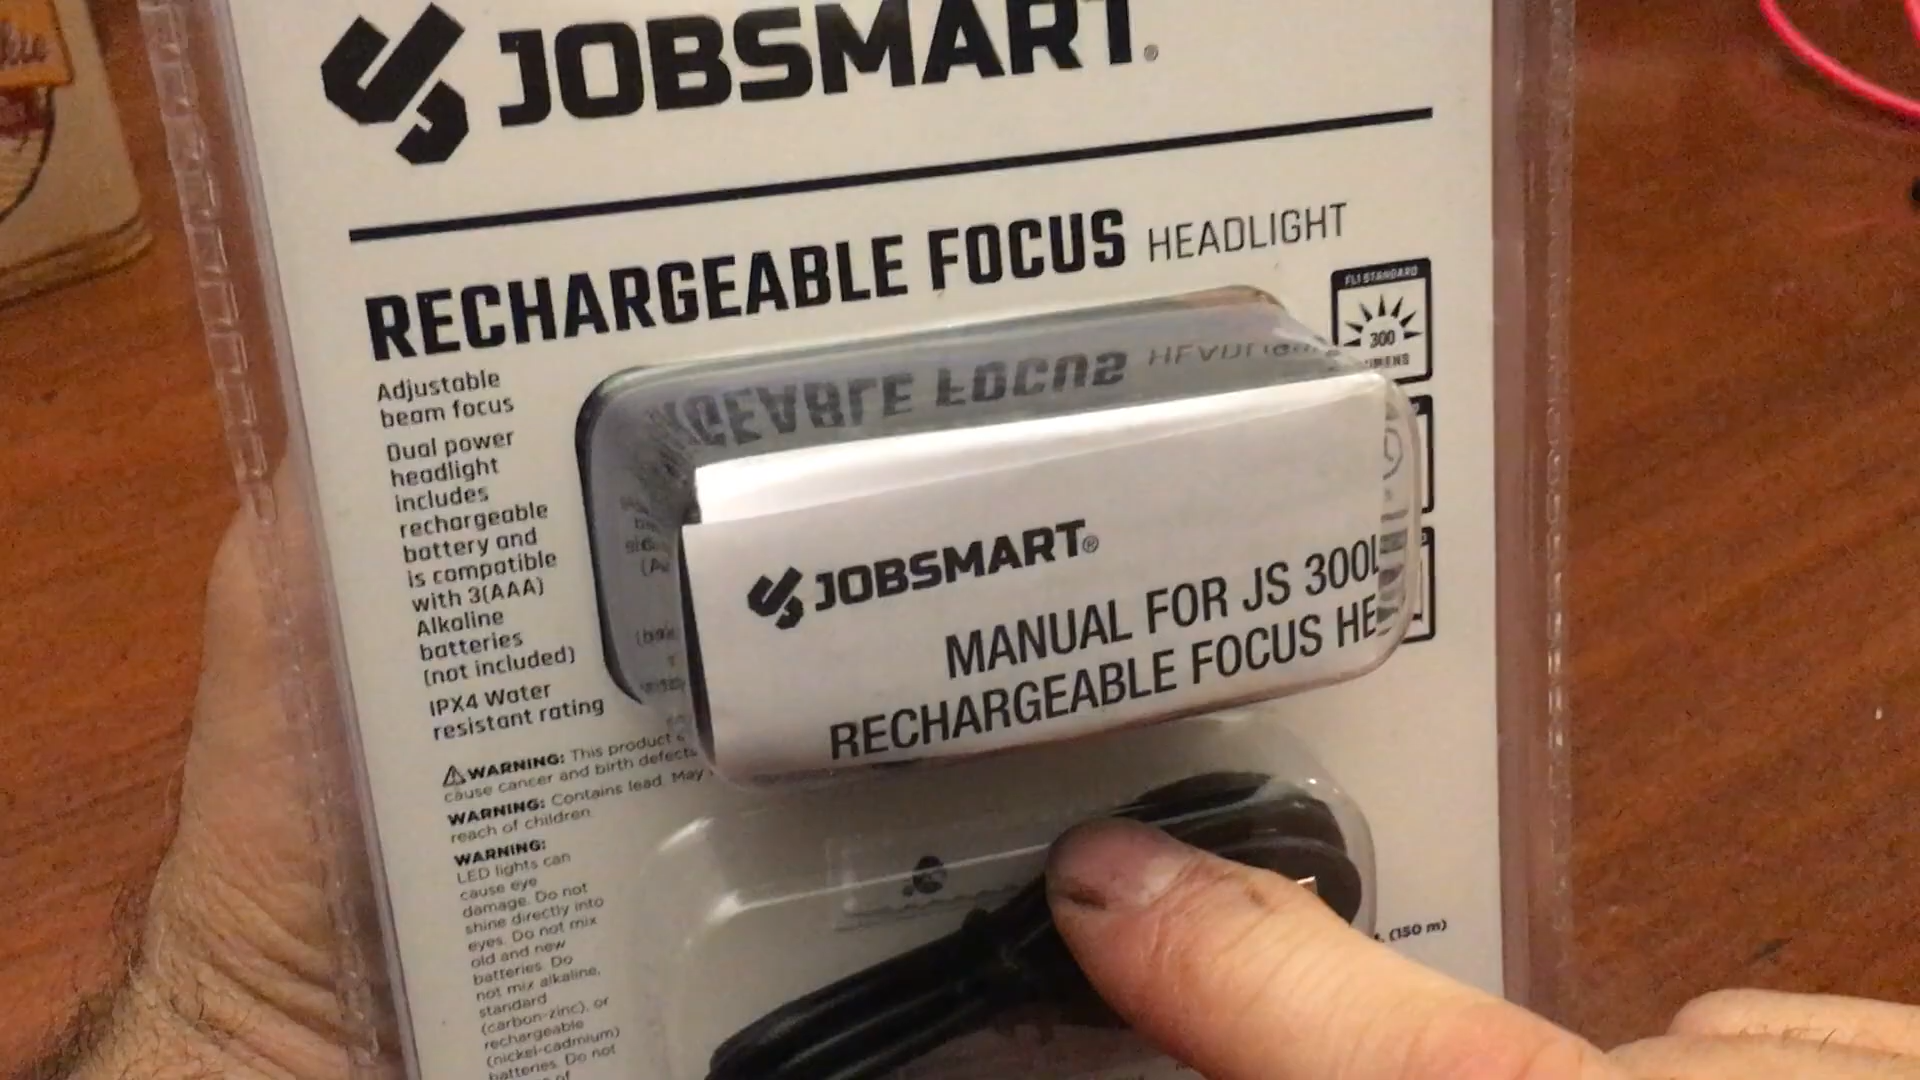 JOBSMART®
RECHARGEABLE FOCUS HEADLIGHT
FL1 STANDARD
300
Adjustable
beam focus
Dual power
headlight
includes
rechargeable
battery and
is compatible
with 3(AAA)
Alkaline
batteries
(not included)
IPX4 Water
resistant rating
JOBSMART®
MANUAL FOR JS 300L
RECHARGEABLE FOCUS HE
⚠WARNING: This product
cause cancer and birth defects
WARNING: Contains lead. May
reach of children.
WARNING:
LED lights can
cause eye
damage. Do not
shine directly into
eyes. Do not mix
old and new
batteries. Do
not mix alkaline,
standard
(carbon-zinc), or
rechargeable
(nickel-cadmium)
batteries. Do not
of
(150 m)